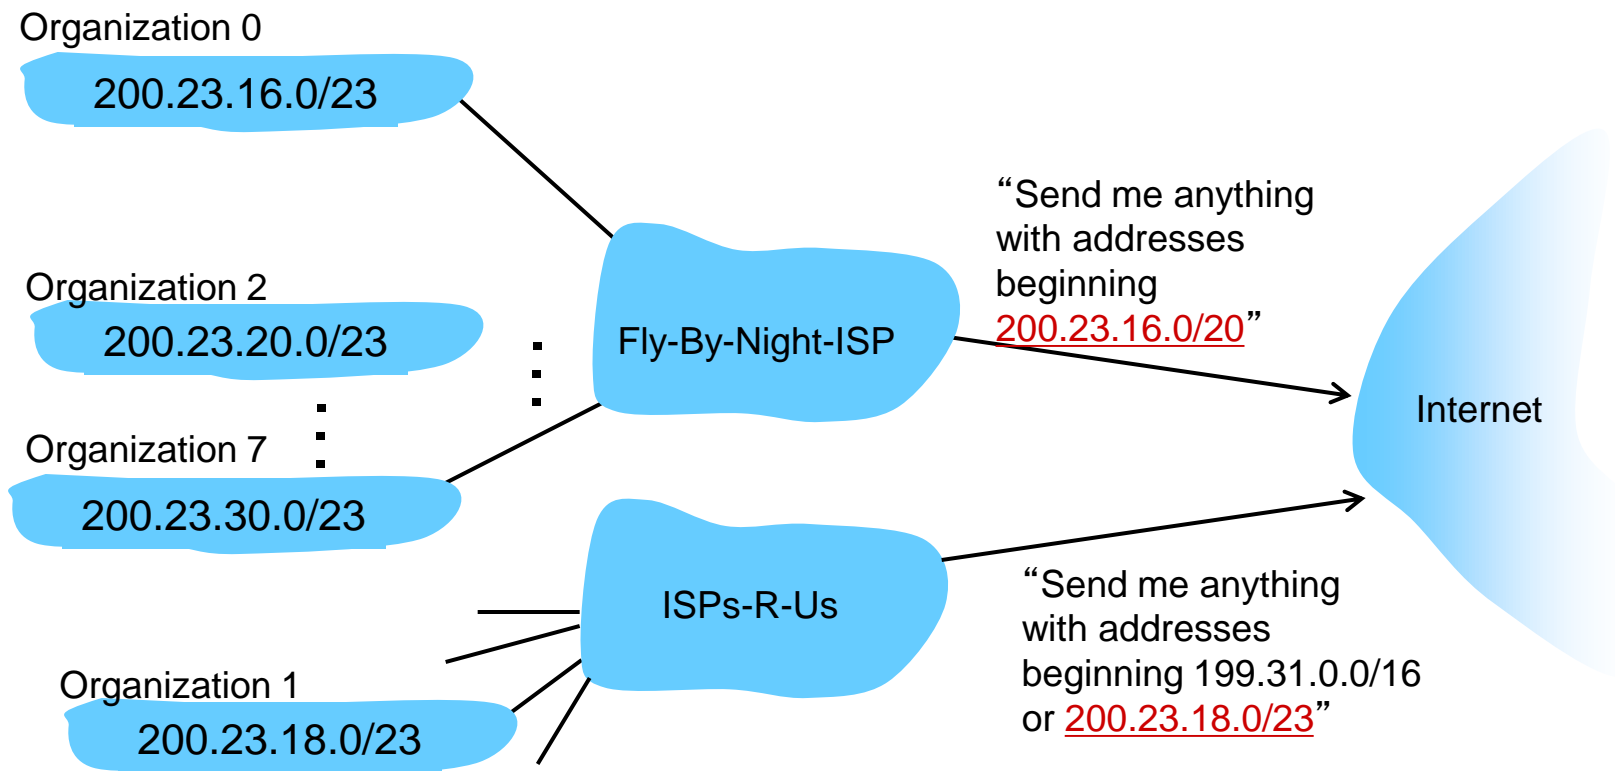 Organization 0
200.23.16.0/23
Organization 2
200.23.20.0/23
Organization 7
200.23.30.0/23
Fly-By-Night-ISP
“Send me anything
with addresses
beginning
200.23.16.0/20”
Internet
ISPs-R-Us
Organization 1
200.23.18.0/23
“Send me anything
with addresses
beginning 199.31.0.0/16
or 200.23.18.0/23”